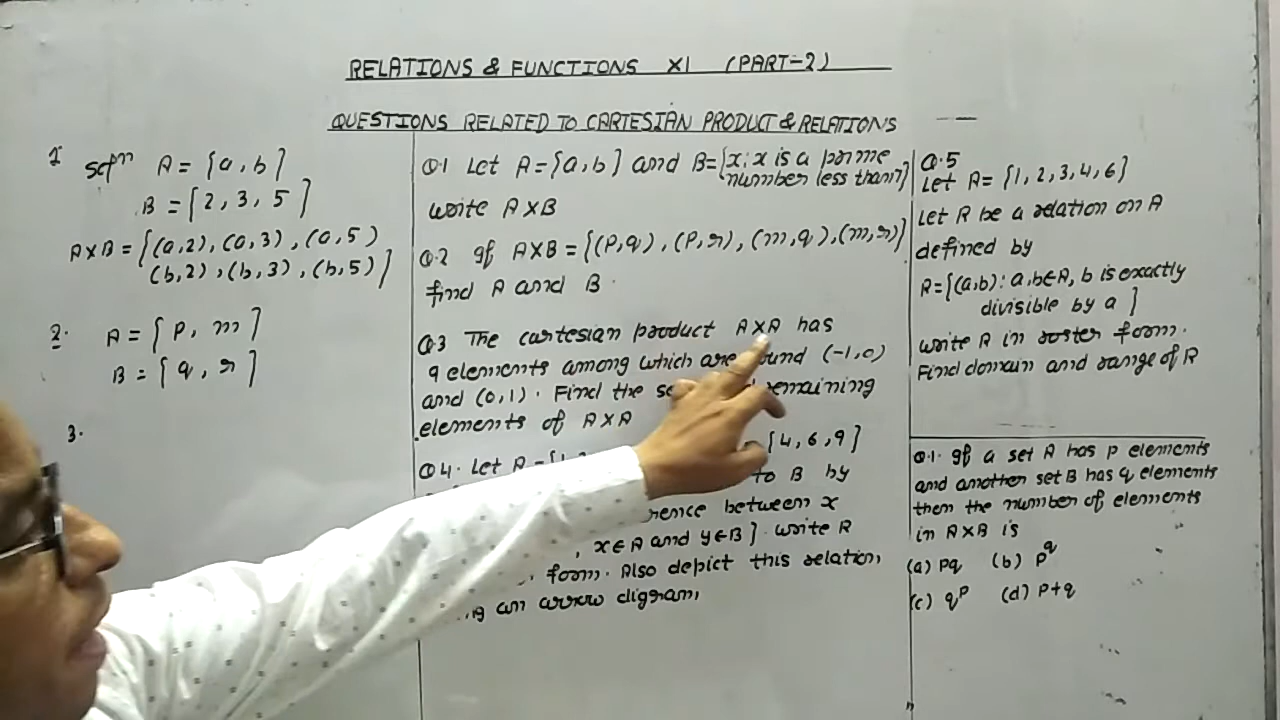 RELATIONS & FUNCTIONS XI (PART-2)
QUESTIONS RELATED TO CARTESIAN PRODUCT & RELATIONS
1 solⁿ A = {a, b}
B = {2, 3, 5}
A×B = {(a,2), (a,3), (a,5)
(b,2), (b,3), (b,5)}
2. A = {p, m}
B = {q, r}
3.
Q.1 Let A = {a, b} and B = {x : x is a prime
number less than 7}
write A×B
Q.2 If A×B = {(p,q), (p,r), (m,q), (m,r)}
find A and B.
Q.3 The cartesian product A×A has
9 elements among which are found (-1,0)
and (0,1). Find the remaining
elements of A×A
Q4. Let A = {4, 6, 9}
to B by
between x
, x∈A and y∈B}. write R
form. Also depict this relation
an arrow digram,
Q.5
Let A = {1, 2, 3, 4, 6}
Let R be a relation on A
defined by
R = {(a,b) : a,b∈A, b is exactly
divisible by a}
write R in roster form.
Find domain and range of R
Q.1. If a set A has p elements
and another set B has q elements
then the number of elements
in A×B is
(a) pq (b) p^q
(c) q^p (d) p+q